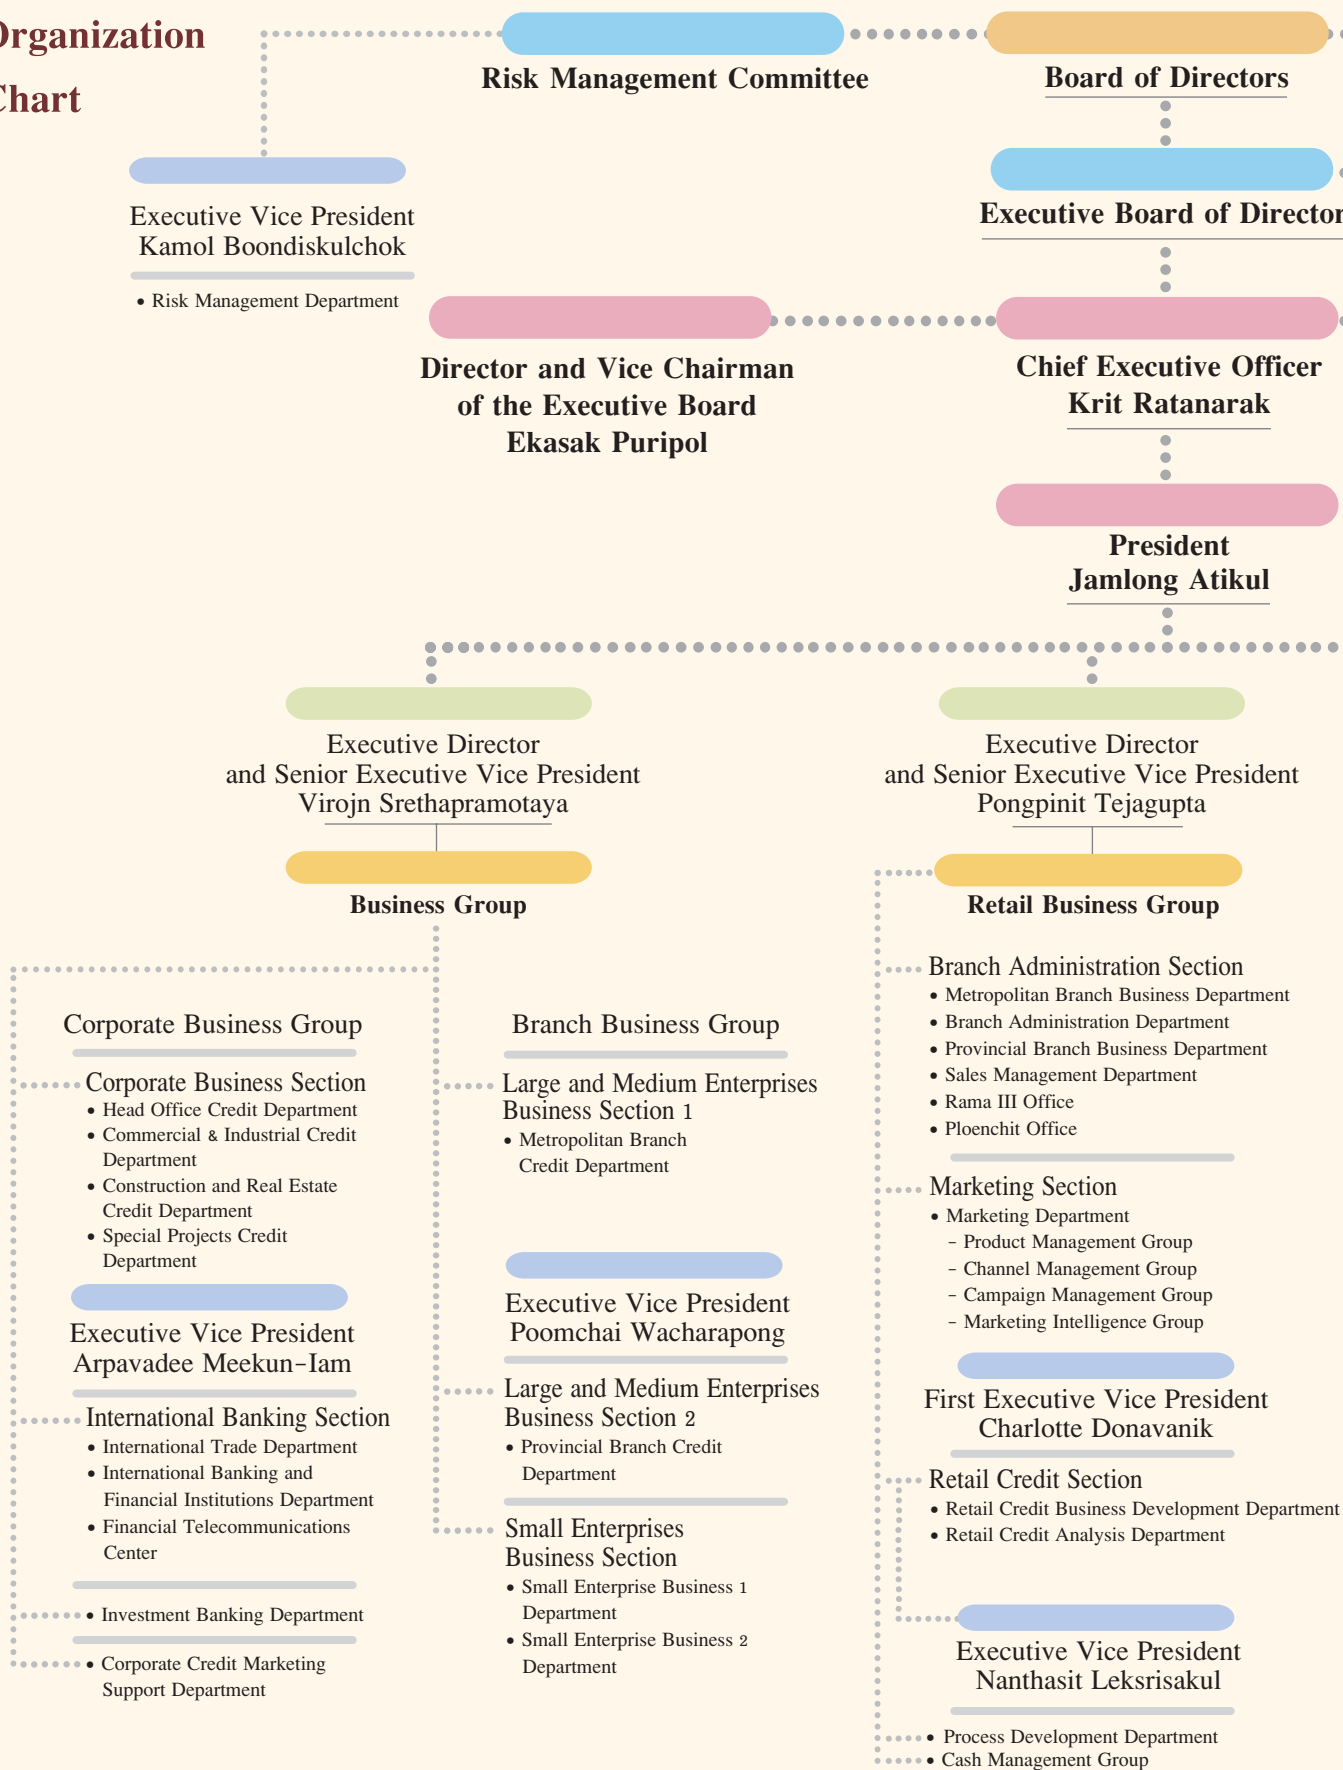 Organization
Chart
Risk Management Committee
Board of Directors
Executive Vice President
Kamol Boondiskulchok
• Risk Management Department
Executive Board of Director
Director and Vice Chairman
of the Executive Board
Ekasak Puripol
Chief Executive Officer
Krit Ratanarak
President
Jamlong Atikul
Executive Director
and Senior Executive Vice President
Virojn Srethapramotaya
Business Group
Corporate Business Group
Corporate Business Section
• Head Office Credit Department
• Commercial & Industrial Credit
Department
• Construction and Real Estate
Credit Department
• Special Projects Credit
Department
Executive Vice President
Arpavadee Meekun-Iam
International Banking Section
• International Trade Department
• International Banking and
Financial Institutions Department
• Financial Telecommunications
Center
• Investment Banking Department
• Corporate Credit Marketing
Support Department
Branch Business Group
Large and Medium Enterprises
Business Section 1
• Metropolitan Branch
Credit Department
Executive Vice President
Poomchai Wacharapong
Large and Medium Enterprises
Business Section 2
• Provincial Branch Credit
Department
Small Enterprises
Business Section
• Small Enterprise Business 1
Department
• Small Enterprise Business 2
Department
Executive Director
and Senior Executive Vice President
Pongpinit Tejagupta
Retail Business Group
Branch Administration Section
• Metropolitan Branch Business Department
• Branch Administration Department
• Provincial Branch Business Department
• Sales Management Department
• Rama III Office
• Ploenchit Office
Marketing Section
• Marketing Department
- Product Management Group
- Channel Management Group
- Campaign Management Group
- Marketing Intelligence Group
First Executive Vice President
Charlotte Donavanik
Retail Credit Section
• Retail Credit Business Development Department
• Retail Credit Analysis Department
Executive Vice President
Nanthasit Leksrisakul
• Process Development Department
• Cash Management Group